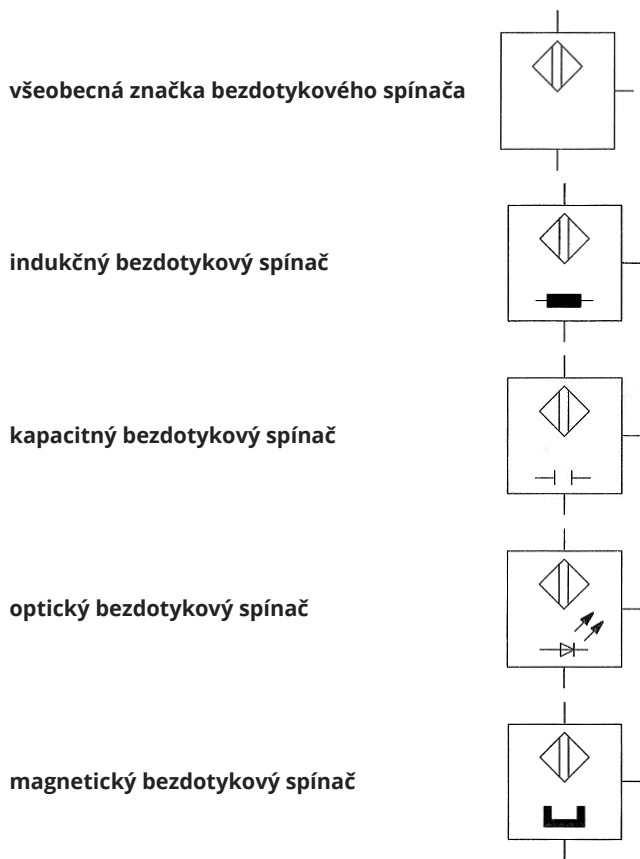 všeobecná značka bezdotykového spínača
indukčný bezdotykový spínač
kapacitný bezdotykový spínač
optický bezdotykový spínač
magnetický bezdotykový spínač